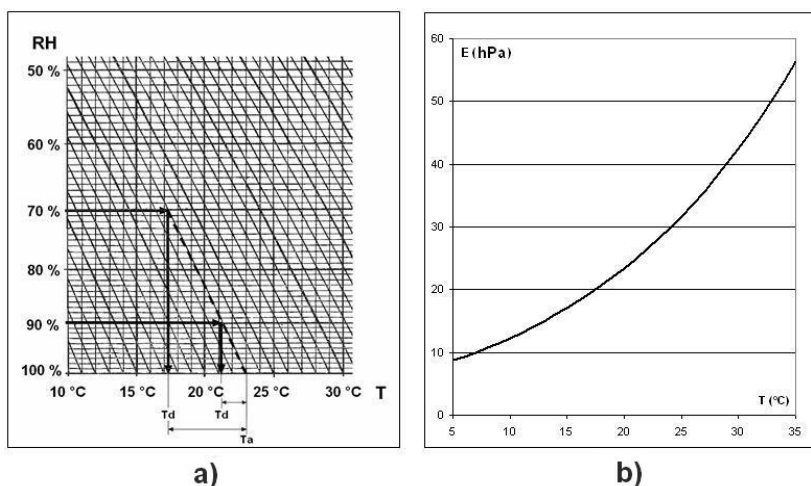 RH
50 %
60 %
70 %
80 %
90 %
100 %
10 °C 15 °C 20 °C 25 °C 30 °C T
Td Td
Ta
a)
60
E (hPa)
50
40
30
20
10
T (°C)
0
5 10 15 20 25 30 35
b)